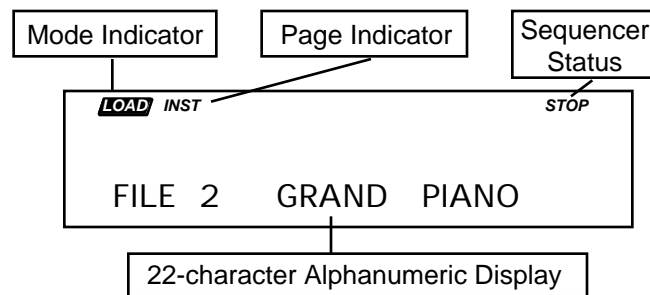 Mode Indicator
Page Indicator
Sequencer
Status
LOAD INST
STOP
FILE 2 GRAND PIANO
22-character Alphanumeric Display